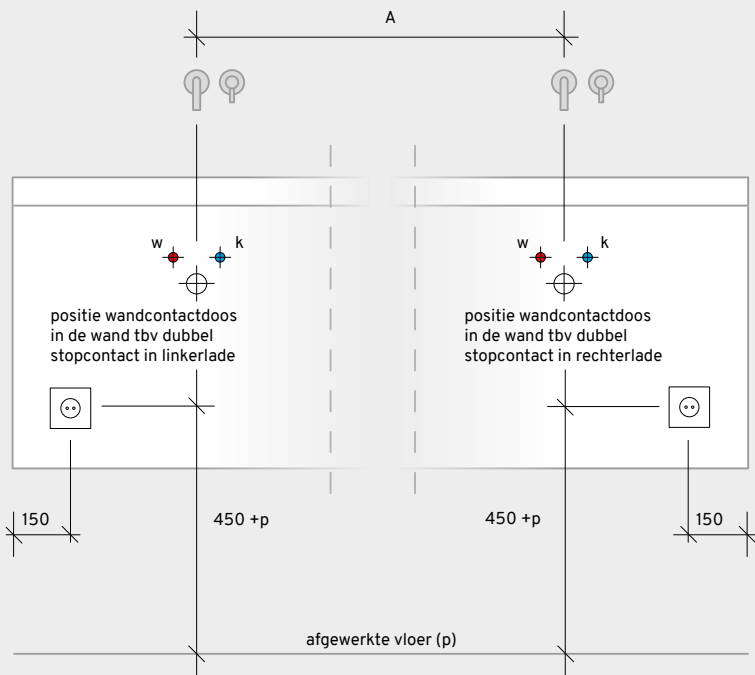 A
w
k
w
k
positie wandcontactdoos
in de wand tbv dubbel
stopcontact in linkerlade
positie wandcontactdoos
in de wand tbv dubbel
stopcontact in rechterlade
150
450 +p
450 +p
150
afgewerkte vloer (p)